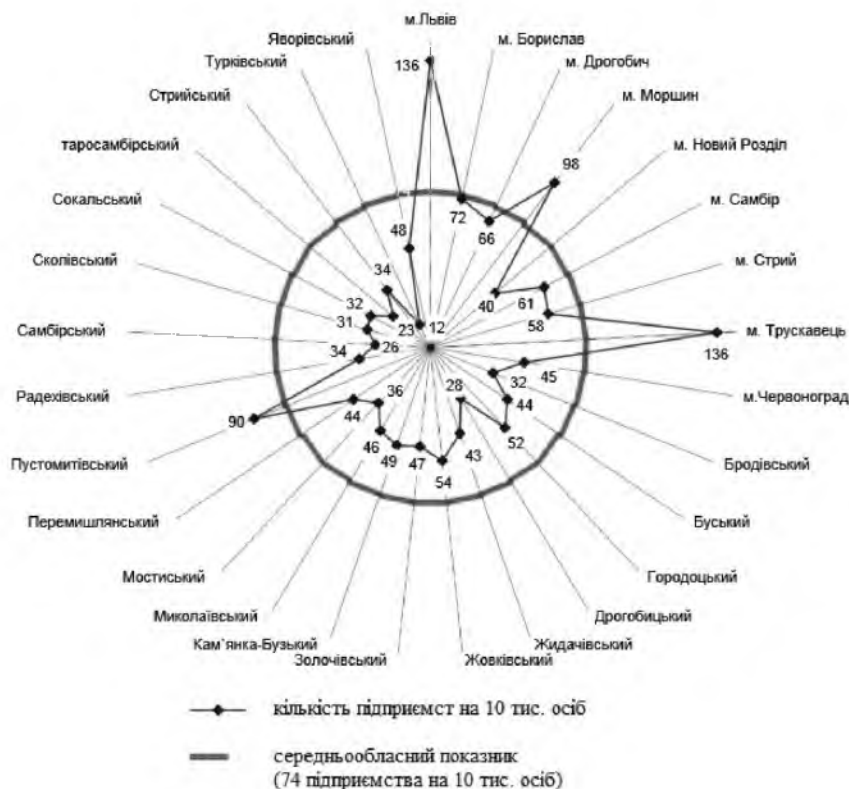 м.Львів
м. Борислав
м. Дрогобич
м. Моршин
м. Новий Розділ
м. Самбір
м. Стрий
м. Трускавець
м.Червоноград
Бродівський
Буський
Городоцький
Дрогобицький
Жидачівський
Жовківський
Золочівський
Кам`янка-Бузький
Миколаївський
Мостиський
Перемишлянський
Пустомитівський
Радехівський
Самбірський
Сколівський
Сокальський
таросамбірський
Стрийський
Турківський
Яворівський
136
72
66
98
40
61
58
136
45
32
44
52
28
43
54
47
49
46
36
44
90
34
26
31
32
23
34
12
48
кількість підприємст на 10 тис. осіб
середньообласний показник
(74 підприємства на 10 тис. осіб)